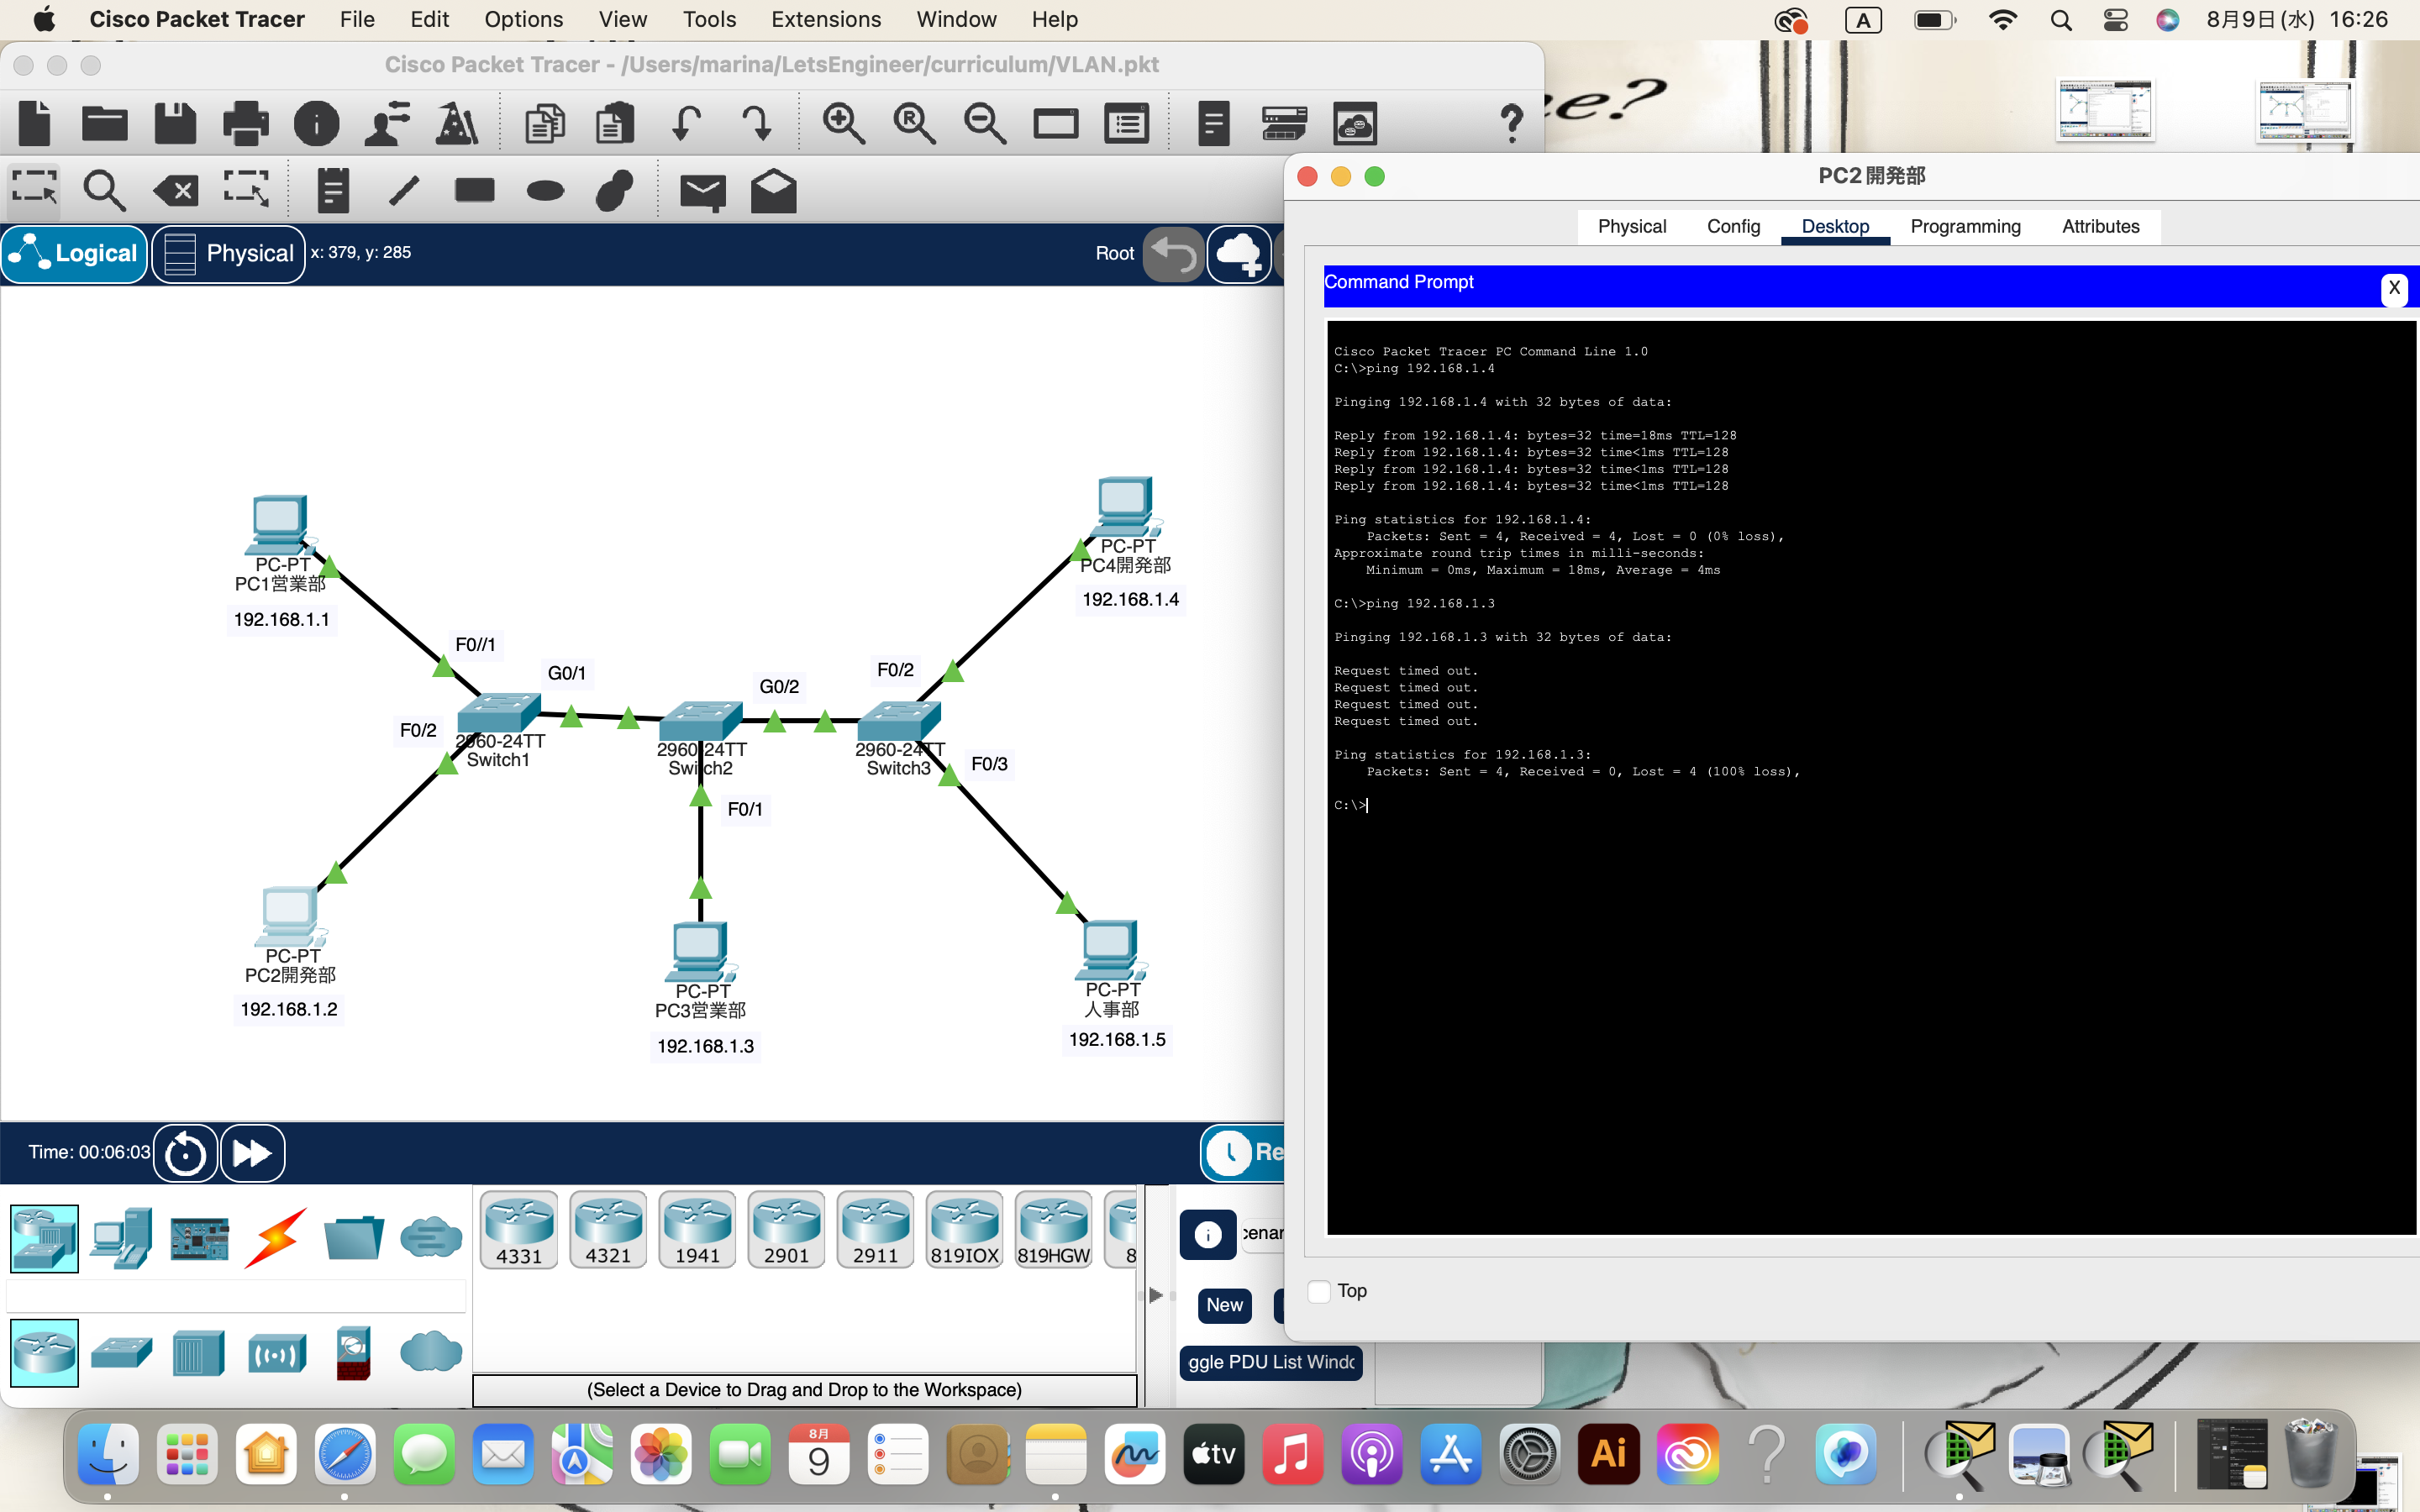 Cisco Packet Tracer File Edit Options View Tools Extensions Window Help A 8月9日(水) 16:26
Cisco Packet Tracer - /Users/marina/LetsEngineer/curriculum/VLAN.pkt
Logical Physical x: 379, y: 285 Root
PC-PT
PC1営業部
192.168.1.1
F0//1
G0/1
F0/2
2960-24TT
Switch1
G0/2
2960-24TT
Switch2
F0/1
F0/2
2960-24TT
Switch3
F0/3
PC-PT
PC4開発部
192.168.1.4
PC-PT
PC2開発部
192.168.1.2
PC-PT
PC3営業部
192.168.1.3
PC-PT
人事部
192.168.1.5
Time: 00:06:03
Re
4331 4321 1941 2901 2911 819IOX 819HGW 8
(Select a Device to Drag and Drop to the Workspace)
cenar
New
ggle PDU List Windo
PC2開発部
Physical Config Desktop Programming Attributes
Command Prompt X
Cisco Packet Tracer PC Command Line 1.0
C:\>ping 192.168.1.4
Pinging 192.168.1.4 with 32 bytes of data:
Reply from 192.168.1.4: bytes=32 time=18ms TTL=128
Reply from 192.168.1.4: bytes=32 time<1ms TTL=128
Reply from 192.168.1.4: bytes=32 time<1ms TTL=128
Reply from 192.168.1.4: bytes=32 time<1ms TTL=128
Ping statistics for 192.168.1.4:
Packets: Sent = 4, Received = 4, Lost = 0 (0% loss),
Approximate round trip times in milli-seconds:
Minimum = 0ms, Maximum = 18ms, Average = 4ms
C:\>ping 192.168.1.3
Pinging 192.168.1.3 with 32 bytes of data:
Request timed out.
Request timed out.
Request timed out.
Request timed out.
Ping statistics for 192.168.1.3:
Packets: Sent = 4, Received = 0, Lost = 4 (100% loss),
C:\>
Top
8月
9
tv
Ai